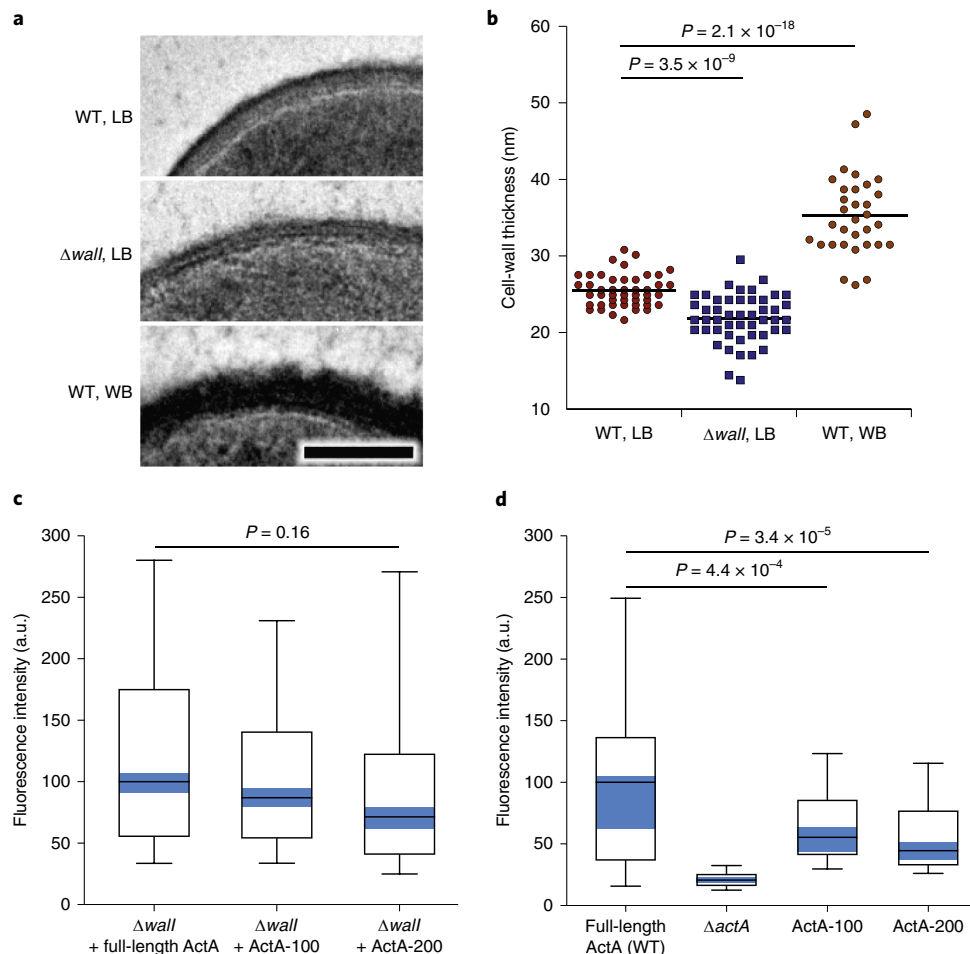 a
WT, LB
Δwall, LB
WT, WB
b
P = 2.1 × 10⁻¹⁸
P = 3.5 × 10⁻⁹
Cell-wall thickness (nm)
60
50
40
30
20
10
WT, LB
Δwall, LB
WT, WB
c
P = 0.16
Fluorescence intensity (a.u.)
300
250
200
150
100
50
0
Δwall
+ full-length ActA
Δwall
+ ActA-100
Δwall
+ ActA-200
d
P = 3.4 × 10⁻⁵
P = 4.4 × 10⁻⁴
Fluorescence intensity (a.u.)
300
250
200
150
100
50
0
Full-length
ActA (WT)
ΔactA
ActA-100
ActA-200